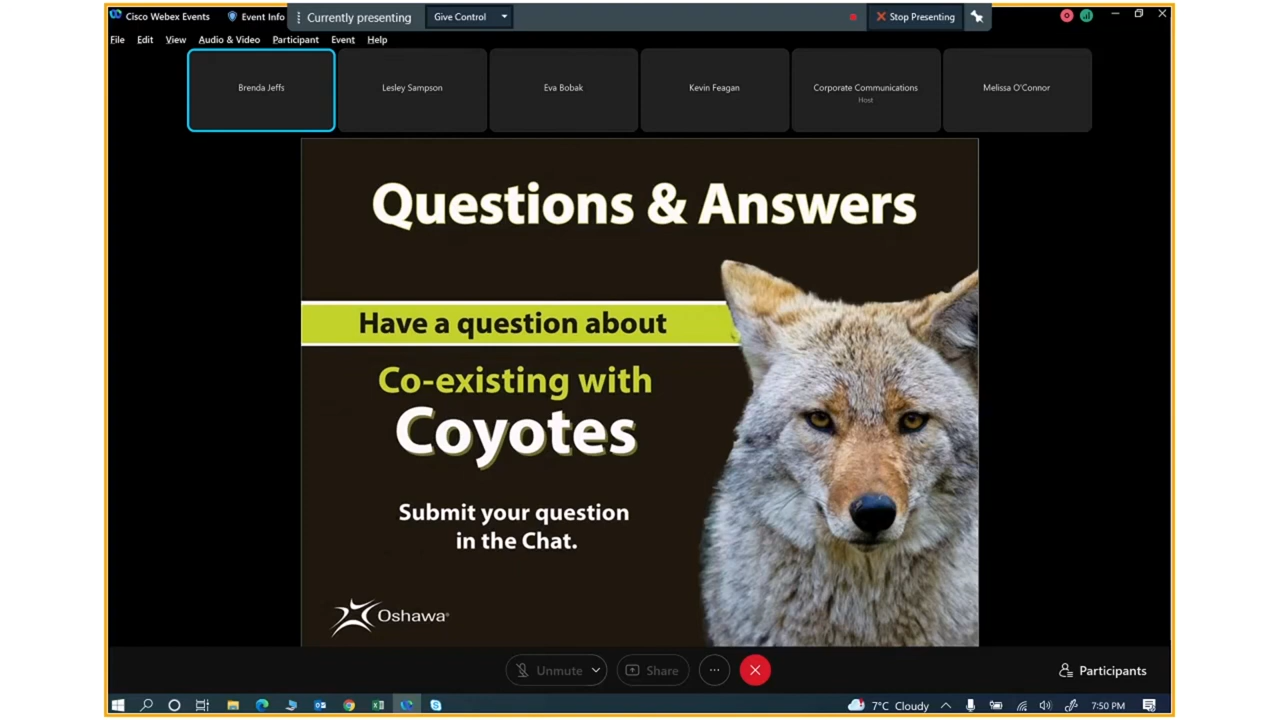 Cisco Webex Events
Event Info
Currently presenting
Give Control
Stop Presenting
File Edit View Audio & Video Participant Event Help
Brenda Jeffs
Lesley Sampson
Eva Bobak
Kevin Feagan
Corporate Communications
Host
Melissa O'Connor
Questions & Answers
Have a question about
Co-existing with
Coyotes
Submit your question
in the Chat.
Oshawa®
Unmute
Share
Participants
7°C Cloudy
7:50 PM